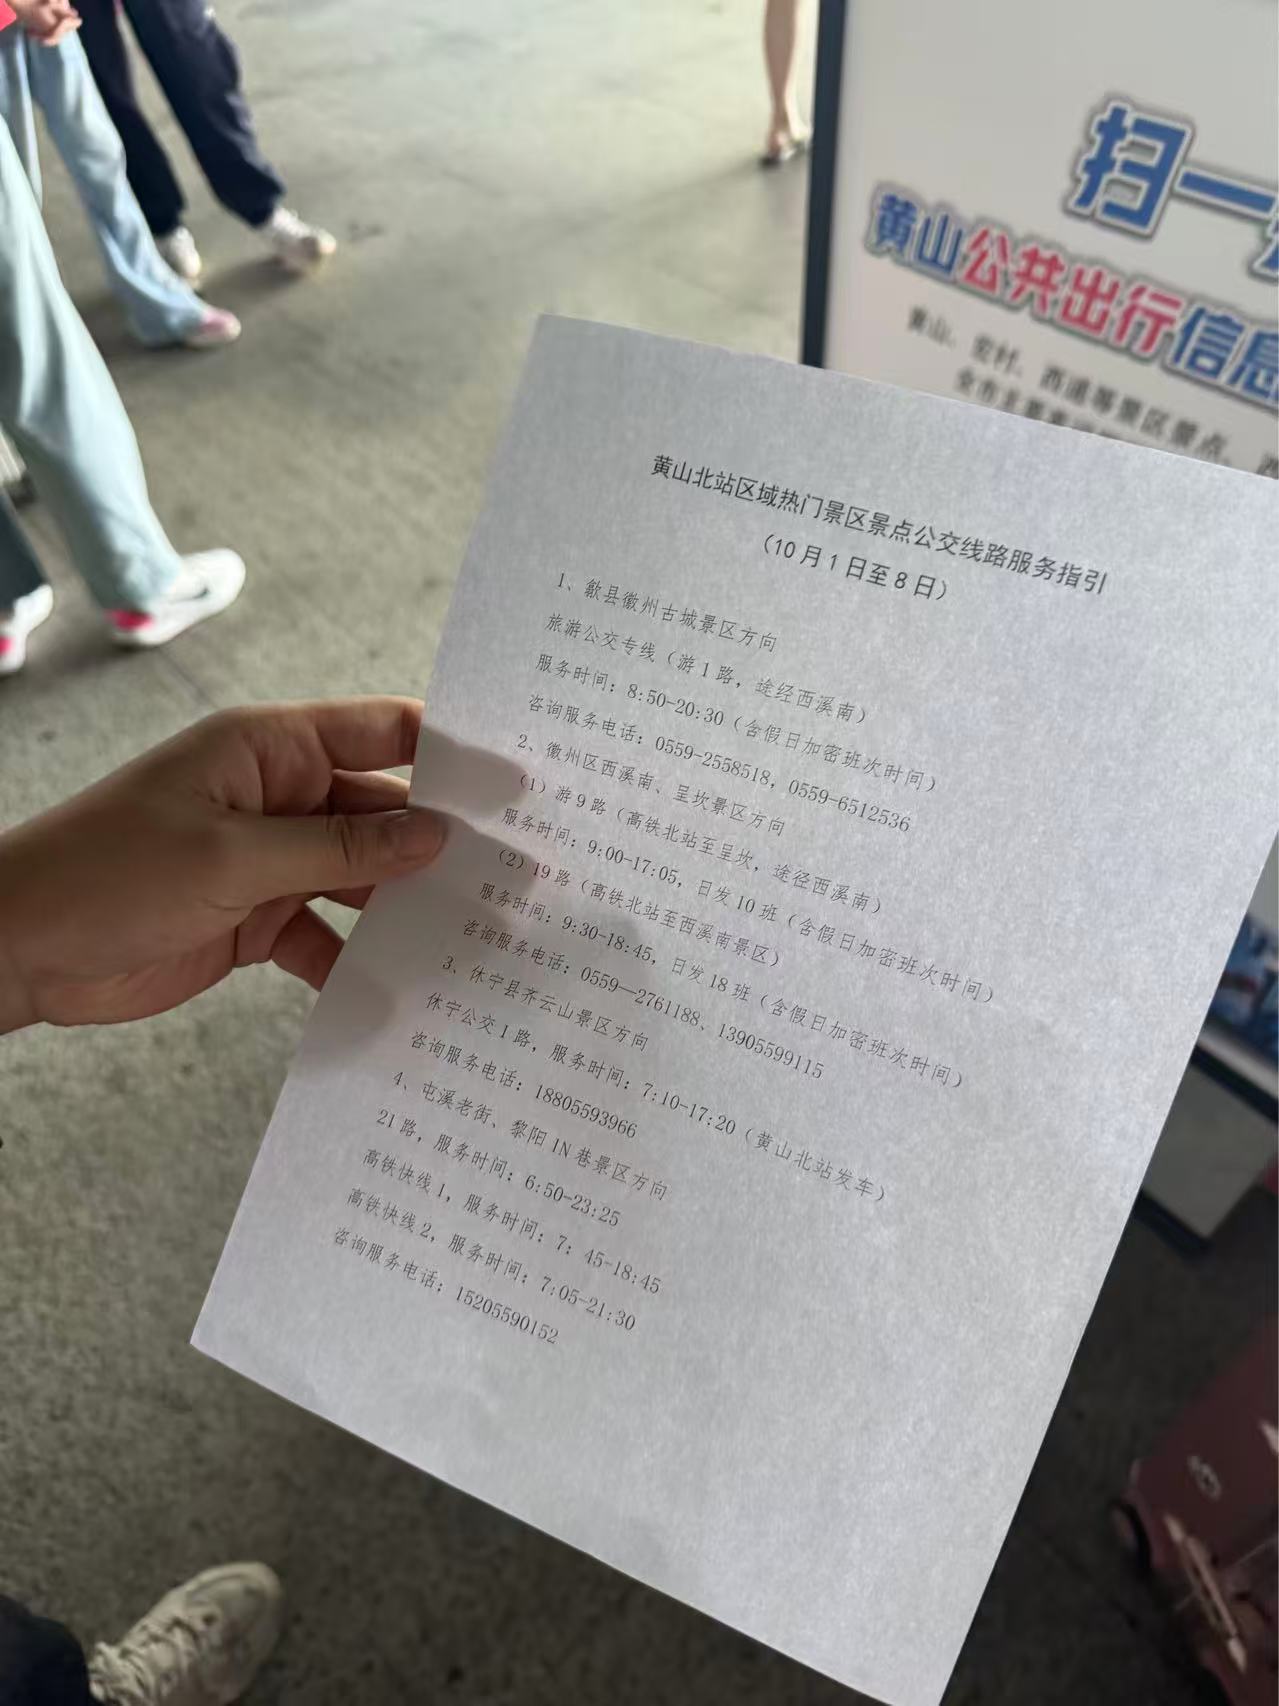 扫一
黄山公共出行信息
黄山、宏村、西递等景区景点、西
黄山北站区域热门景区景点公交线路服务指引
（10月1日至8日）
1、歙县徽州古城景区方向
旅游公交专线（游1路，途经西溪南）
服务时间：8:50-20:30（含假日加密班次时间）
咨询服务电话：0559-2558518，0559-6512536
2、徽州区西溪南、呈坎景区方向
（1）游9路（高铁北站至呈坎，途径西溪南）
服务时间：9:00-17:05，日发10班（含假日加密班次时间）
（2）19路（高铁北站至西溪南景区）
服务时间：9:30-18:45，日发18班（含假日加密班次时间）
咨询服务电话：0559—2761188、13905599115
3、休宁县齐云山景区方向
休宁公交1路，服务时间：7:10-17:20（黄山北站发车）
咨询服务电话：18805593966
4、屯溪老街、黎阳IN巷景区方向
21路，服务时间：6:50-23:25
高铁快线1，服务时间：7：45-18:45
高铁快线2，服务时间：7:05-21:30
咨询服务电话：15205590152